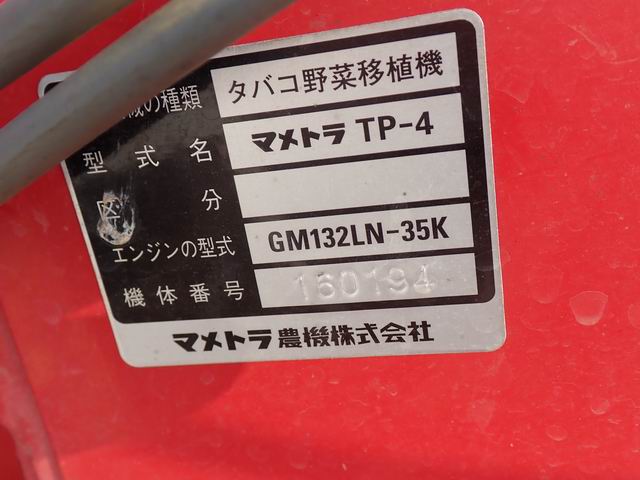 械の種類 タバコ野菜移植機
型式名 マメトラ TP-4
区分
エンジンの型式 GM132LN-35K
機体番号 160194
マメトラ農機株式会社